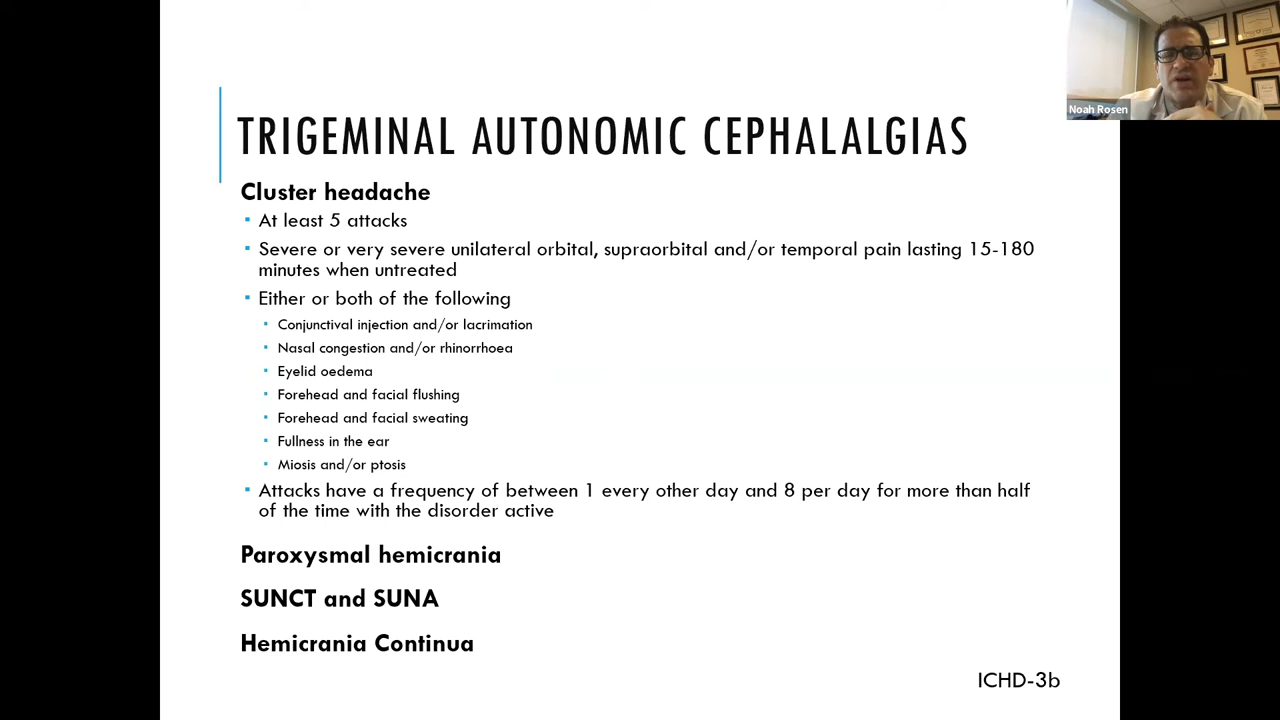 Noah Rosen
TRIGEMINAL AUTONOMIC CEPHALALGIAS
Cluster headache
At least 5 attacks
Severe or very severe unilateral orbital, supraorbital and/or temporal pain lasting 15-180
minutes when untreated
Either or both of the following
Conjunctival injection and/or lacrimation
Nasal congestion and/or rhinorrhoea
Eyelid oedema
Forehead and facial flushing
Forehead and facial sweating
Fullness in the ear
Miosis and/or ptosis
Attacks have a frequency of between 1 every other day and 8 per day for more than half
of the time with the disorder active
Paroxysmal hemicrania
SUNCT and SUNA
Hemicrania Continua
ICHD-3b